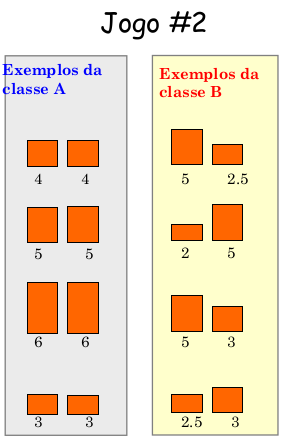 Jogo #2
Exemplos da
classe A
4 4
5 5
6 6
3 3
Exemplos da
classe B
5 2.5
2 5
5 3
2.5 3